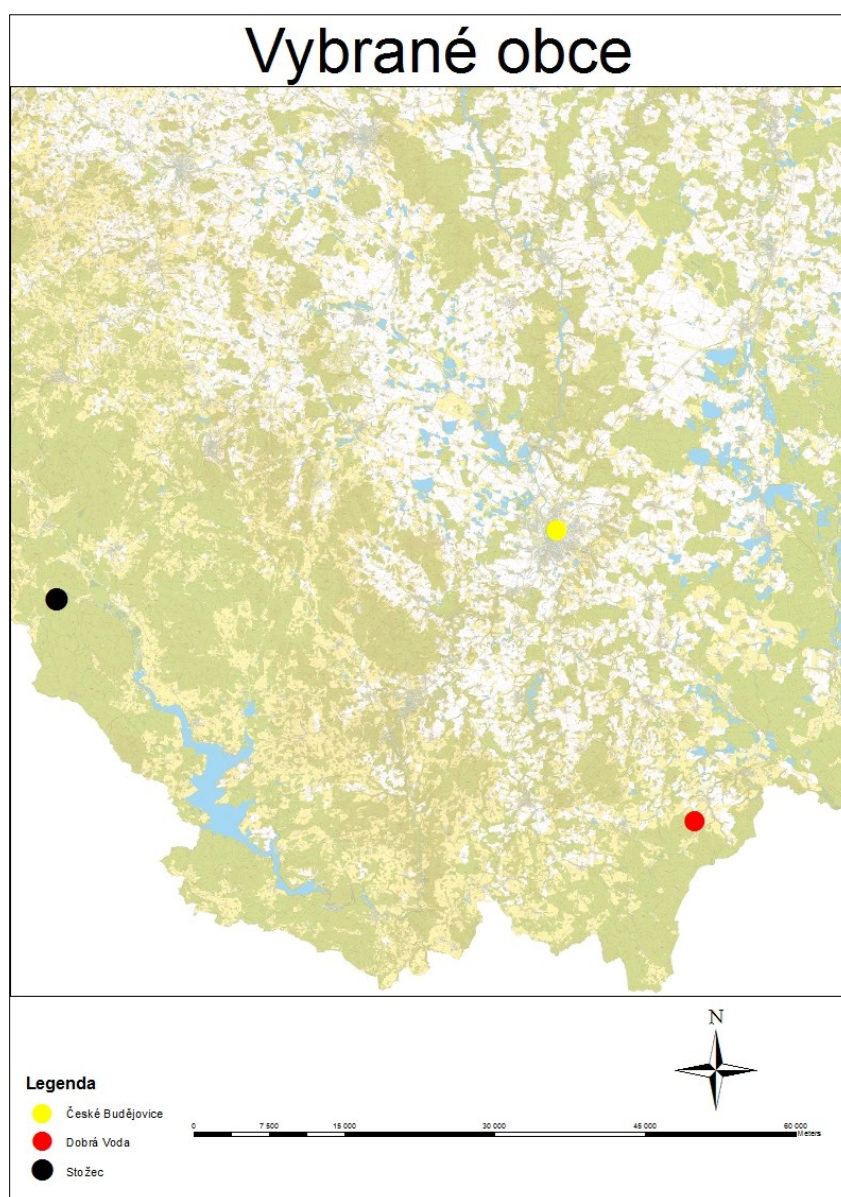 Vybrané obce
N
Legenda
České Budějovice
Dobrá Voda
Stožec
0 7 500 15 000 30 000 45 000 60 000
Meters